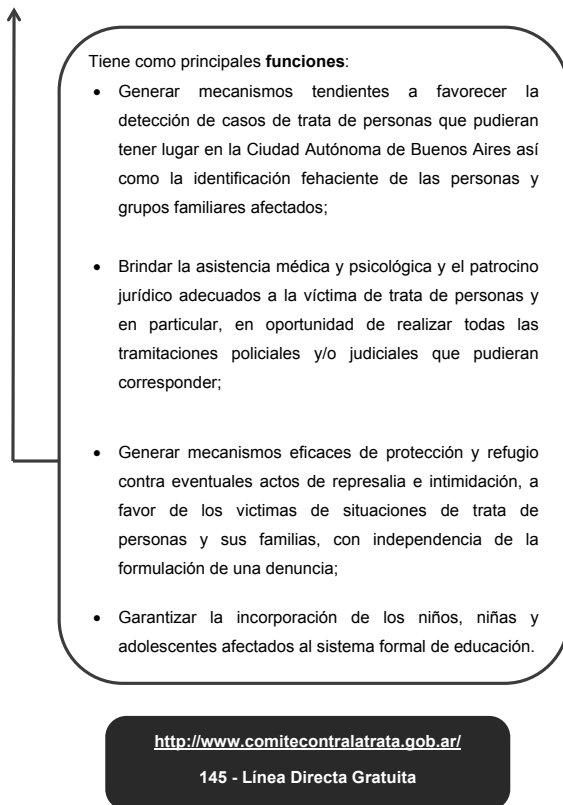 Tiene como principales funciones:
• Generar mecanismos tendientes a favorecer la
detección de casos de trata de personas que pudieran
tener lugar en la Ciudad Autónoma de Buenos Aires así
como la identificación fehaciente de las personas y
grupos familiares afectados;
• Brindar la asistencia médica y psicológica y el patrocino
jurídico adecuados a la víctima de trata de personas y
en particular, en oportunidad de realizar todas las
tramitaciones policiales y/o judiciales que pudieran
corresponder;
• Generar mecanismos eficaces de protección y refugio
contra eventuales actos de represalia e intimidación, a
favor de los victimas de situaciones de trata de
personas y sus familias, con independencia de la
formulación de una denuncia;
• Garantizar la incorporación de los niños, niñas y
adolescentes afectados al sistema formal de educación.
http://www.comitecontralatrata.gob.ar/
145 - Línea Directa Gratuita